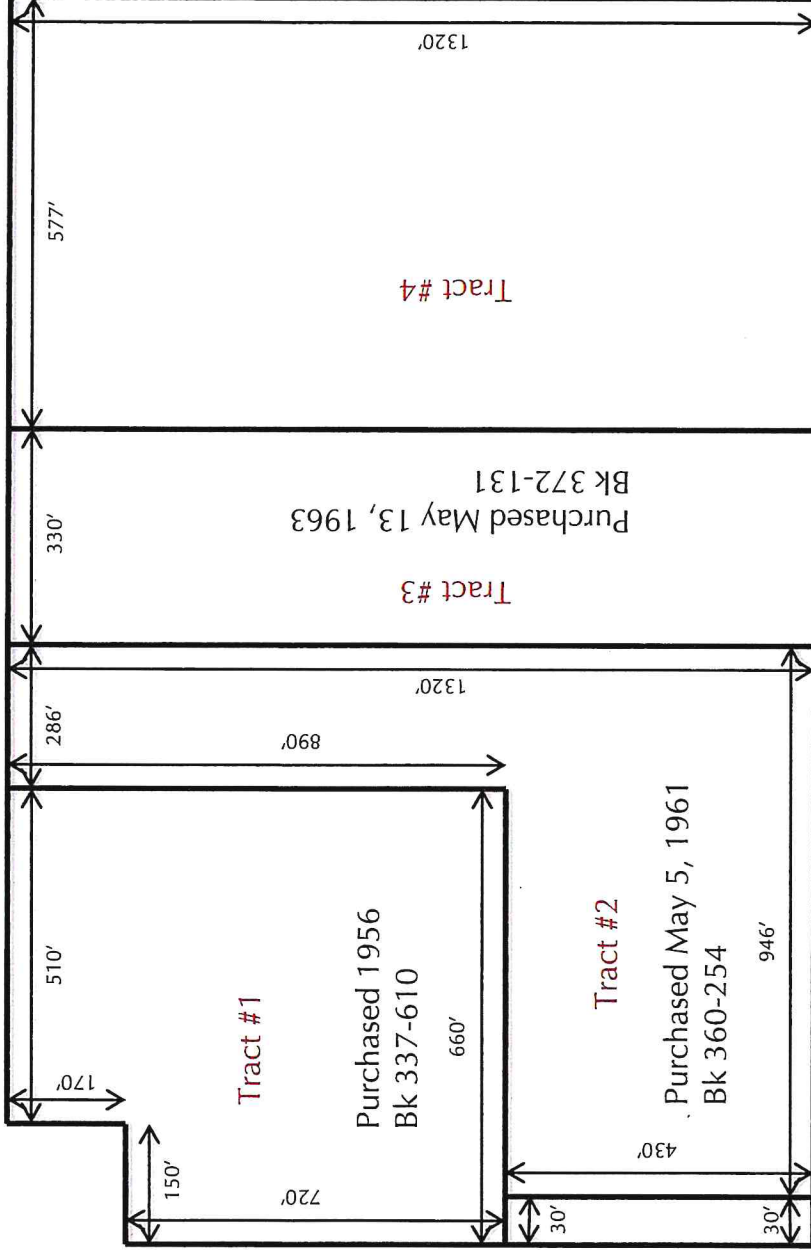 577'
1320'
Tract #4
330'
Purchased May 13, 1963
Bk 372-131
Tract #3
286'
1320'
890'
510'
170'
150'
720'
Tract #1
Purchased 1956
Bk 337-610
660'
Tract #2
Purchased May 5, 1961
Bk 360-254
946'
430'
30'
30'